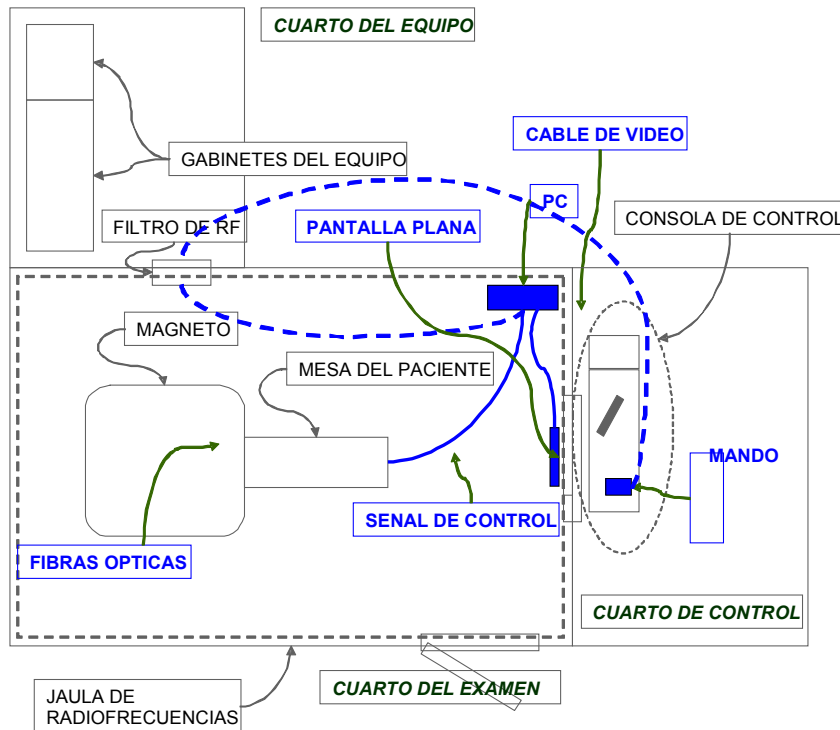 CUARTO DEL EQUIPO
CABLE DE VIDEO
GABINETES DEL EQUIPO
PC
FILTRO DE RF
PANTALLA PLANA
CONSOLA DE CONTROL
MAGNETO
MESA DEL PACIENTE
MANDO
SENAL DE CONTROL
FIBRAS OPTICAS
CUARTO DE CONTROL
CUARTO DEL EXAMEN
JAULA DE
RADIOFRECUENCIAS